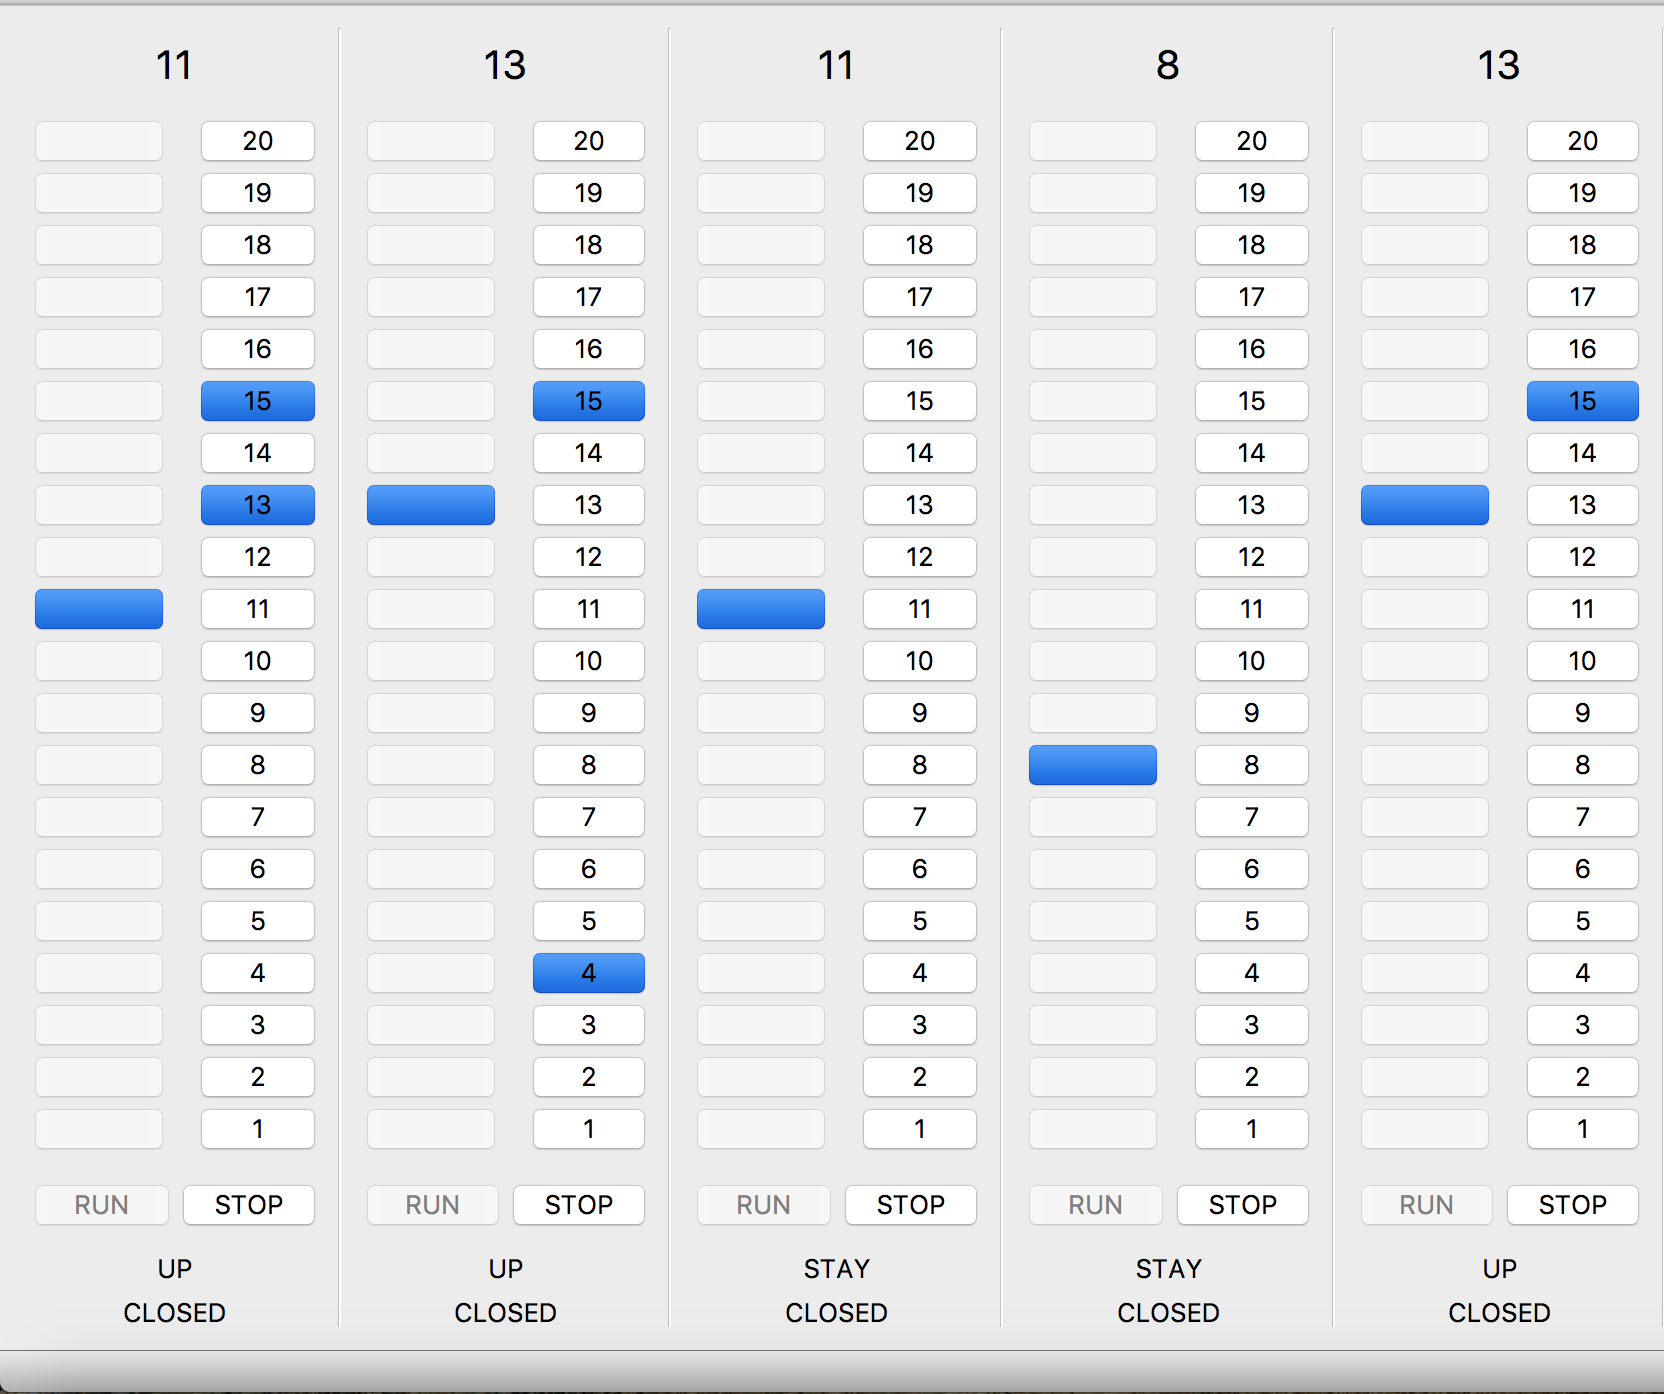 11 13 11 8 13
20 20 20 20 20
19 19 19 19 19
18 18 18 18 18
17 17 17 17 17
16 16 16 16 16
15 15 15 15 15
14 14 14 14 14
13 13 13 13 13
12 12 12 12 12
11 11 11 11 11
10 10 10 10 10
9 9 9 9 9
8 8 8 8 8
7 7 7 7 7
6 6 6 6 6
5 5 5 5 5
4 4 4 4 4
3 3 3 3 3
2 2 2 2 2
1 1 1 1 1
RUN STOP RUN STOP RUN STOP RUN STOP RUN STOP
UP UP STAY STAY UP
CLOSED CLOSED CLOSED CLOSED CLOSED